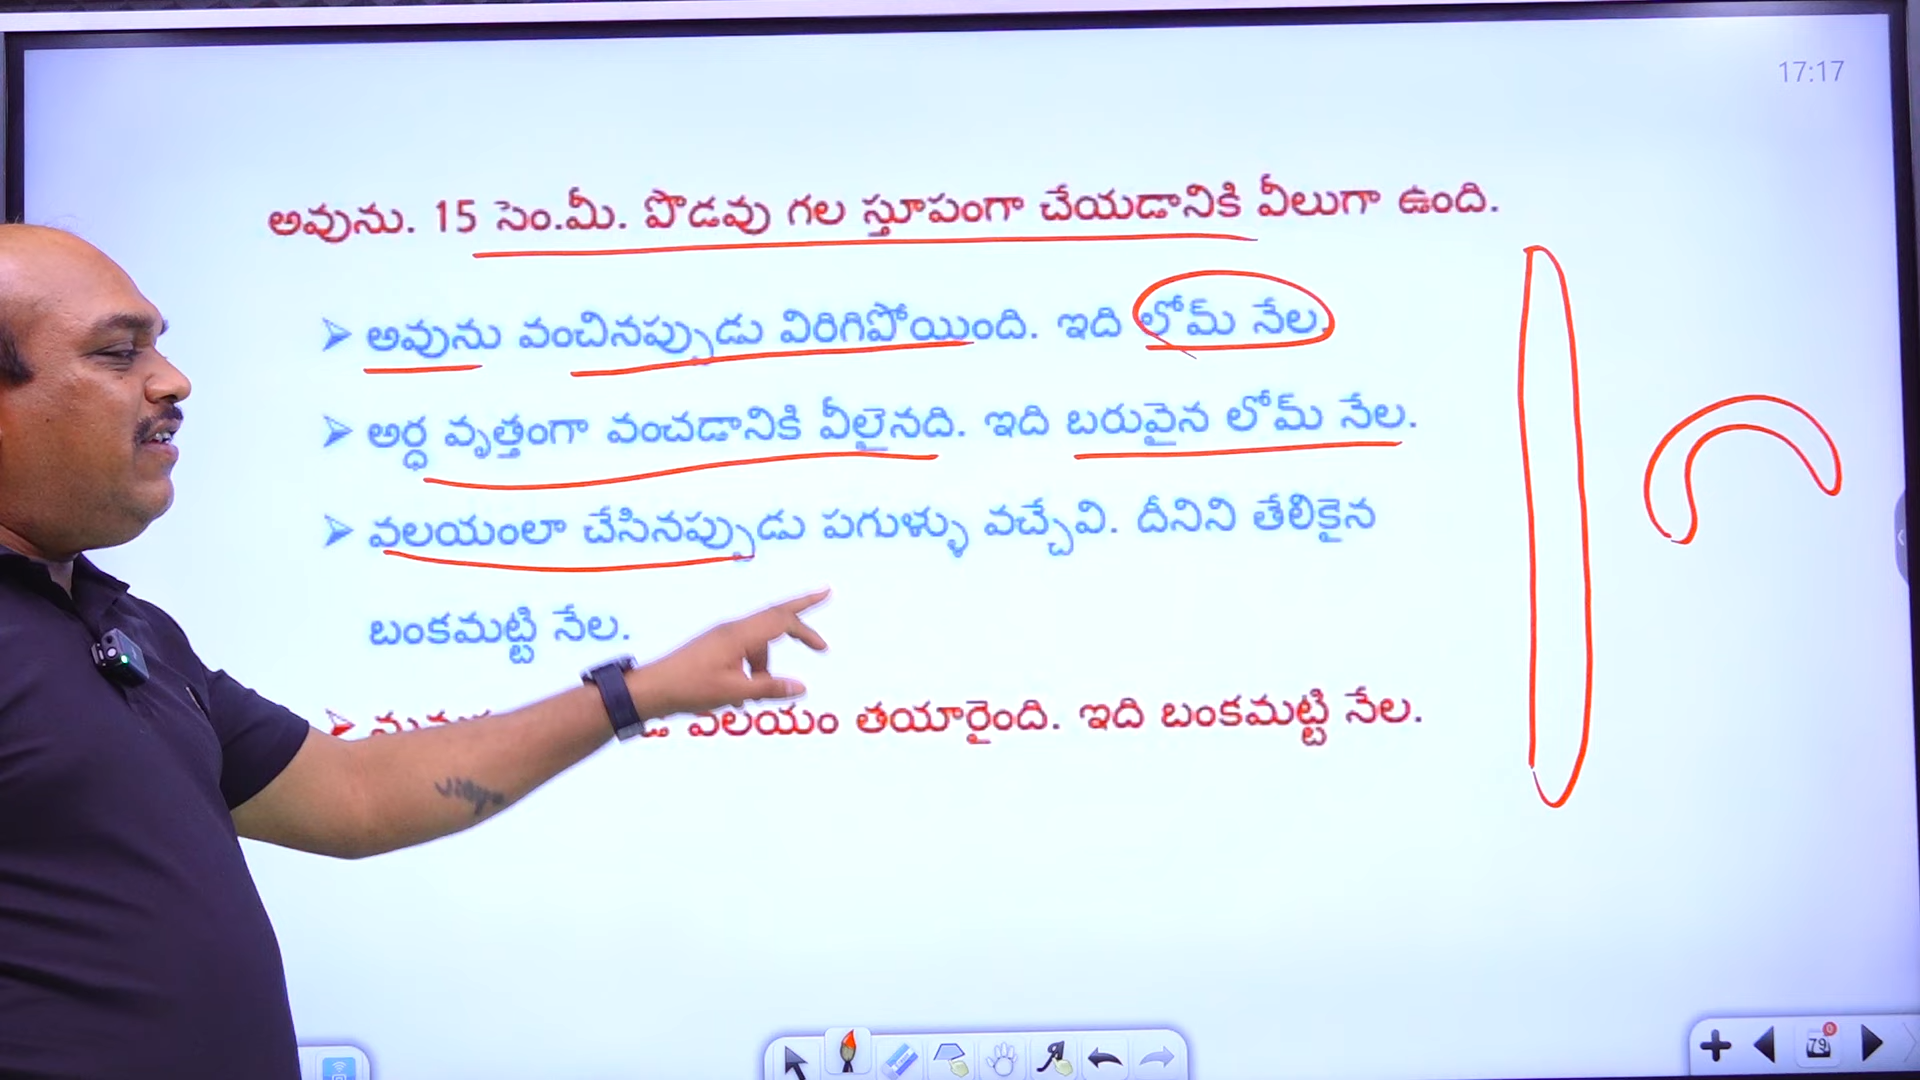 17:17
అవును. 15 సెం.మీ. పొడవు గల స్తూపంగా చేయడానికి వీలుగా ఉంది.
➢ అవును వంచినప్పుడు విరిగిపోయింది. ఇది లోమ్ నేల.
➢ అర్ధ వృత్తంగా వంచడానికి వీలైనది. ఇది బరువైన లోమ్ నేల.
➢ వలయంలా చేసినప్పుడు పగుళ్ళు వచ్చేవి. దీనిని తేలికైన
బంకమట్టి నేల.
వలయం తయారైంది. ఇది బంకమట్టి నేల.
79